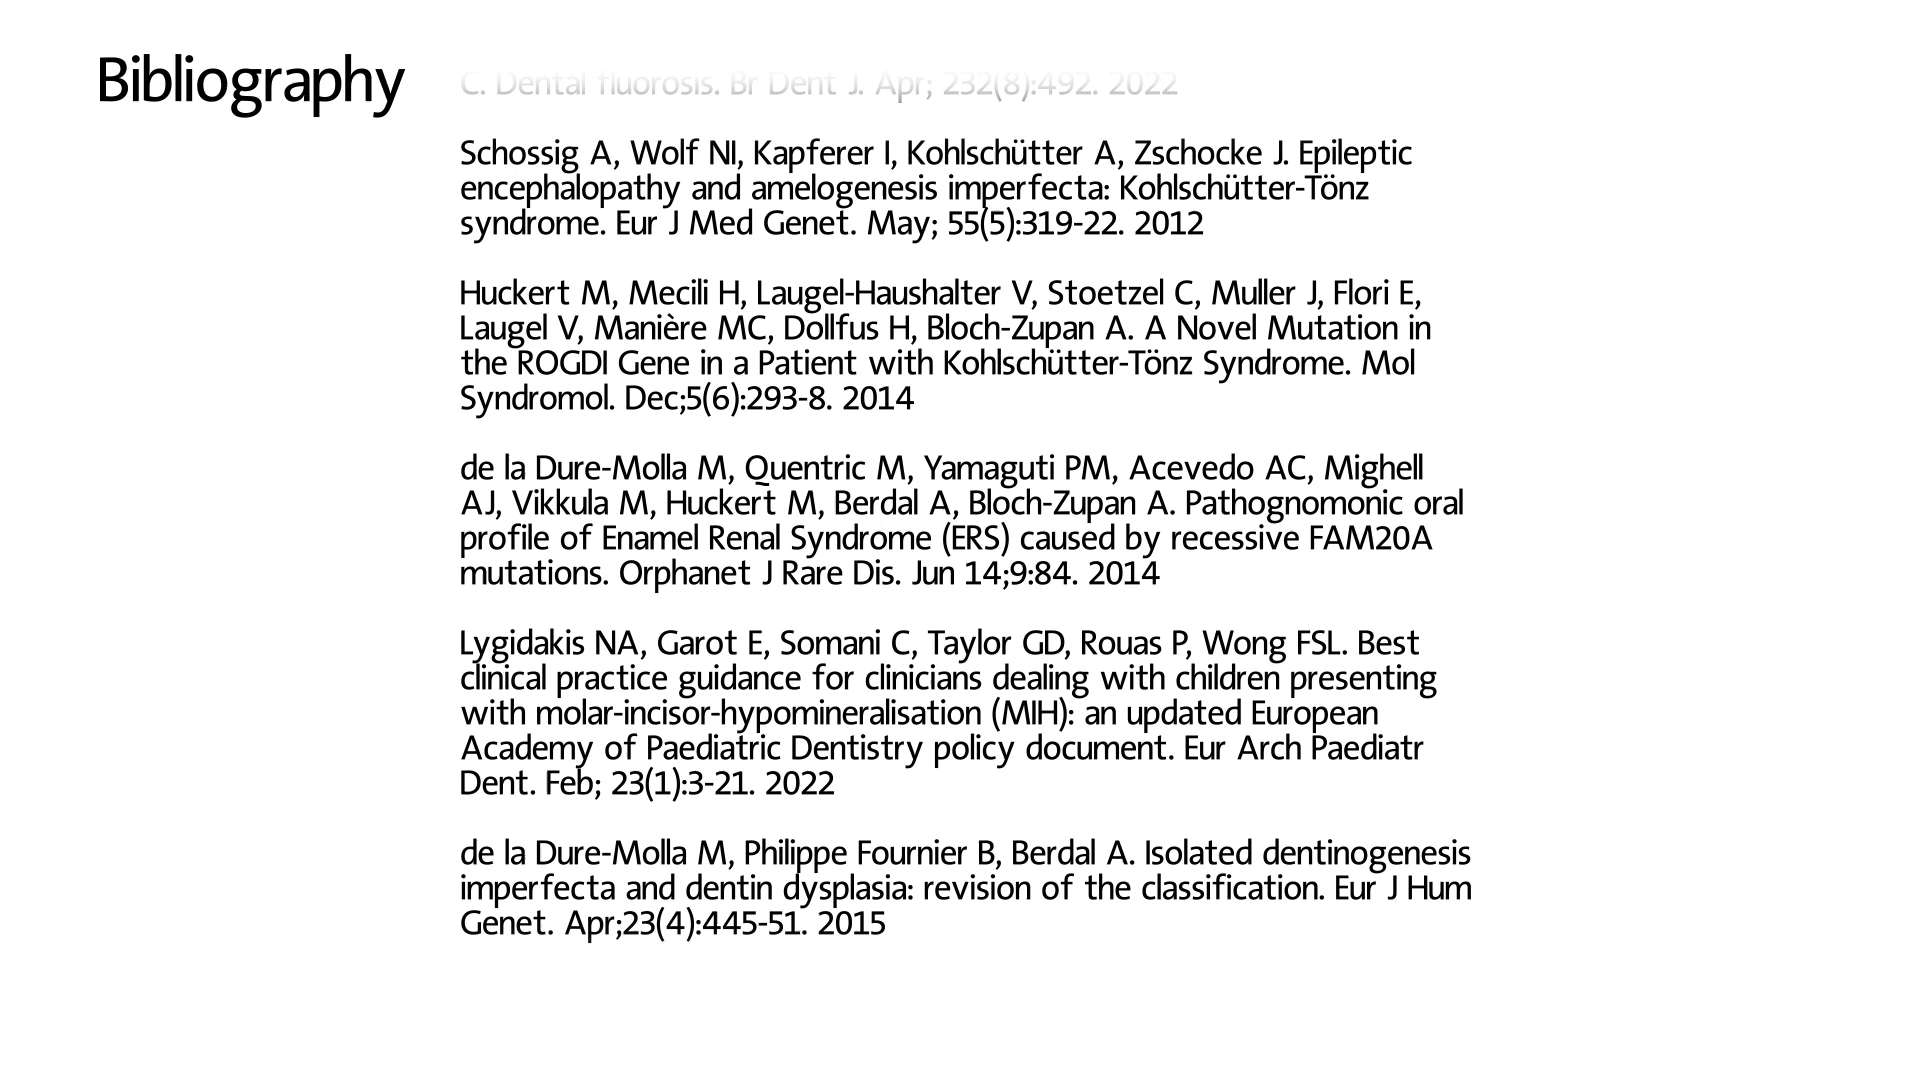 Bibliography
C. Dental fluorosis. Br Dent J. Apr; 232(8):492. 2022
Schossig A, Wolf NI, Kapferer I, Kohlschütter A, Zschocke J. Epileptic
encephalopathy and amelogenesis imperfecta: Kohlschütter-Tönz
syndrome. Eur J Med Genet. May; 55(5):319-22. 2012
Huckert M, Mecili H, Laugel-Haushalter V, Stoetzel C, Muller J, Flori E,
Laugel V, Manière MC, Dollfus H, Bloch-Zupan A. A Novel Mutation in
the ROGDI Gene in a Patient with Kohlschütter-Tönz Syndrome. Mol
Syndromol. Dec;5(6):293-8. 2014
de la Dure-Molla M, Quentric M, Yamaguti PM, Acevedo AC, Mighell
AJ, Vikkula M, Huckert M, Berdal A, Bloch-Zupan A. Pathognomonic oral
profile of Enamel Renal Syndrome (ERS) caused by recessive FAM20A
mutations. Orphanet J Rare Dis. Jun 14;9:84. 2014
Lygidakis NA, Garot E, Somani C, Taylor GD, Rouas P, Wong FSL. Best
clinical practice guidance for clinicians dealing with children presenting
with molar-incisor-hypomineralisation (MIH): an updated European
Academy of Paediatric Dentistry policy document. Eur Arch Paediatr
Dent. Feb; 23(1):3-21. 2022
de la Dure-Molla M, Philippe Fournier B, Berdal A. Isolated dentinogenesis
imperfecta and dentin dysplasia: revision of the classification. Eur J Hum
Genet. Apr;23(4):445-51. 2015